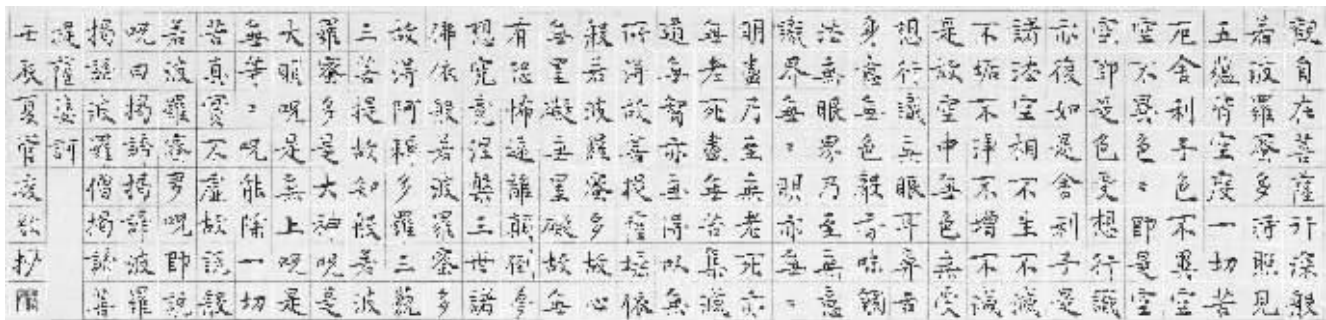 觀自在菩薩行深般
若波羅蜜多時照見
五蘊皆空度一切苦
厄舍利子色不異空
空不異色〻即是空
空即是色受想行識
亦復如是舍利子是
諸法空相不生不滅
不垢不淨不增不減
是故空中無色無受
想行識無眼耳鼻舌
身意無色聲香味觸
法無眼界乃至無意
識界無〻明亦無〻
明盡乃至無老死亦
無老死盡無苦集滅
道無智亦無得以無
所得故菩提薩埵依
般若波羅蜜多故心
無罣礙無罣礙故無
有恐怖遠離顛倒夢
想究竟涅槃三世諸
佛依般若波羅蜜多
故得阿耨多羅三藐
三菩提故知般若波
羅蜜多是大神呪是
大明呪是無上呪是
無等〻呪能除一切
苦真實不虛故說般
若波羅蜜多呪即說
呪曰揭諦揭諦波羅
揭諦波羅僧揭諦菩
提薩婆訶
壬辰夏管凌抄